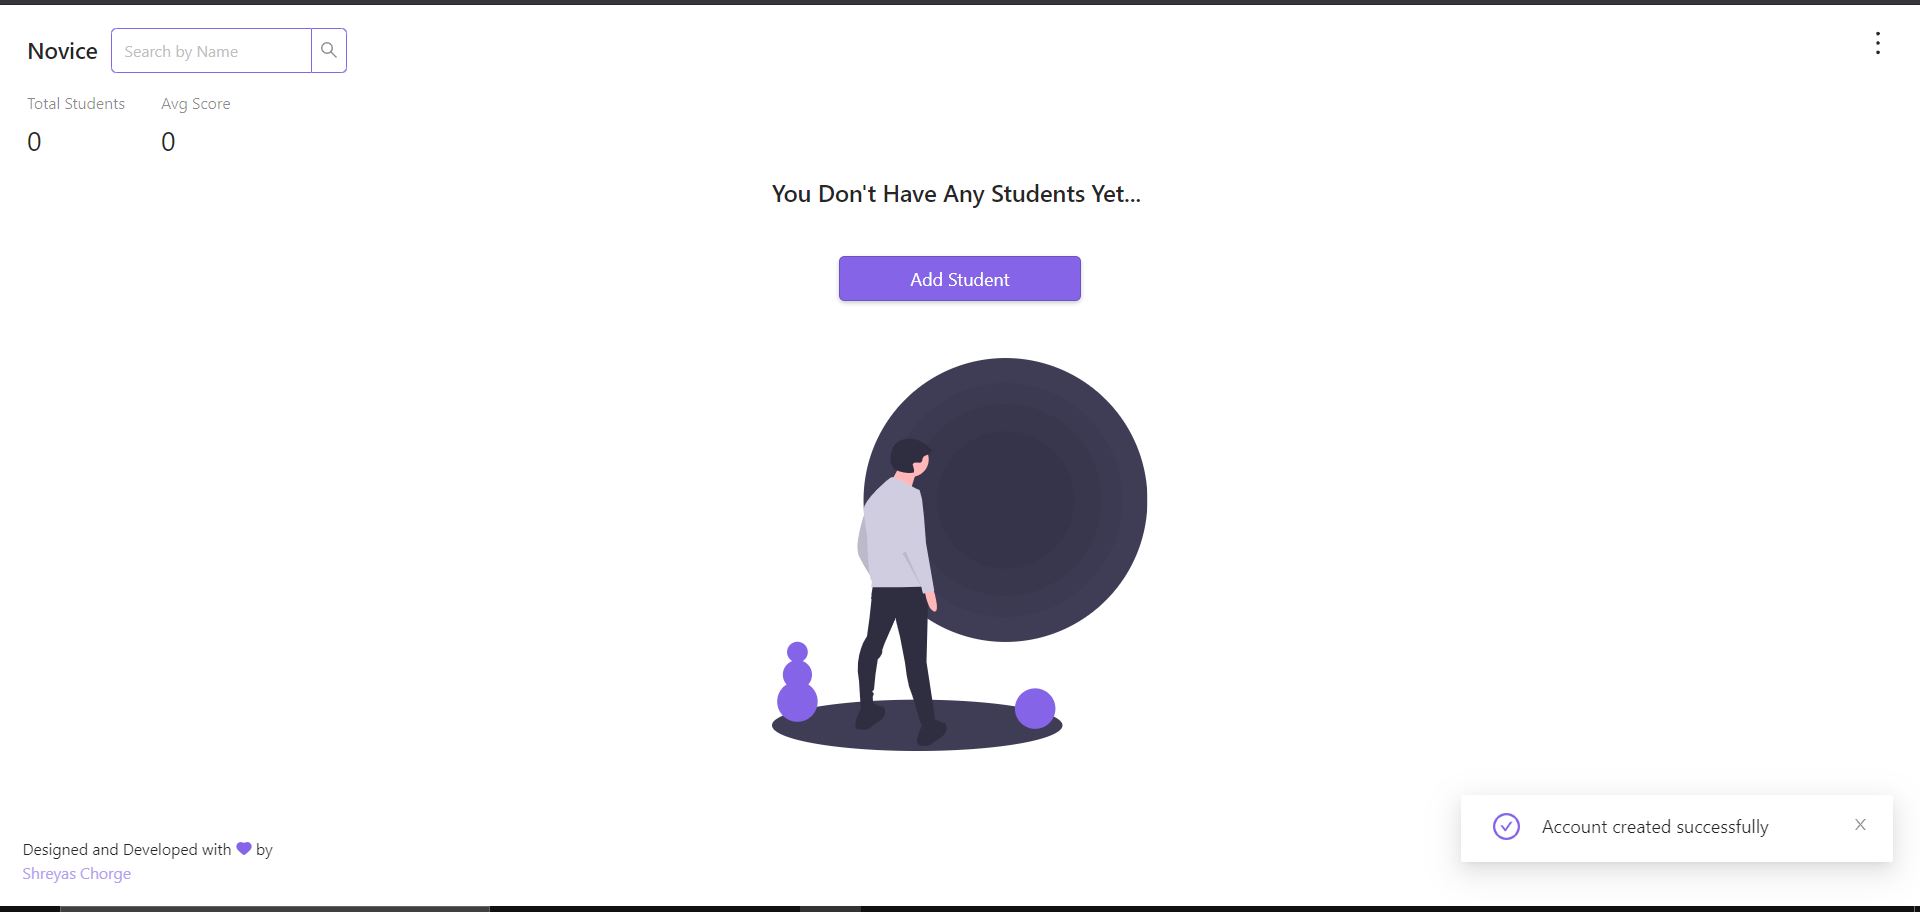 Novice
Search by Name
Total Students
Avg Score
0
0
You Don't Have Any Students Yet...
Add Student
Account created successfully
Designed and Developed with 💜 by
Shreyas Chorge